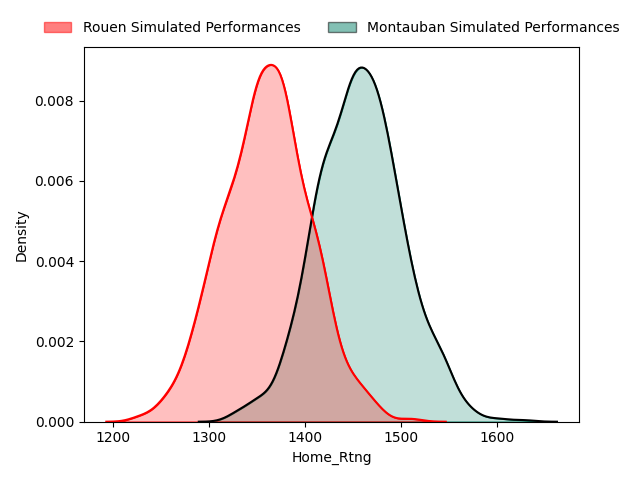 Rouen Simulated Performances Montauban Simulated Performances
0.008
0.006
0.004
0.002
0.000
Density
1200 1300 1400 1500 1600
Home_Rtng